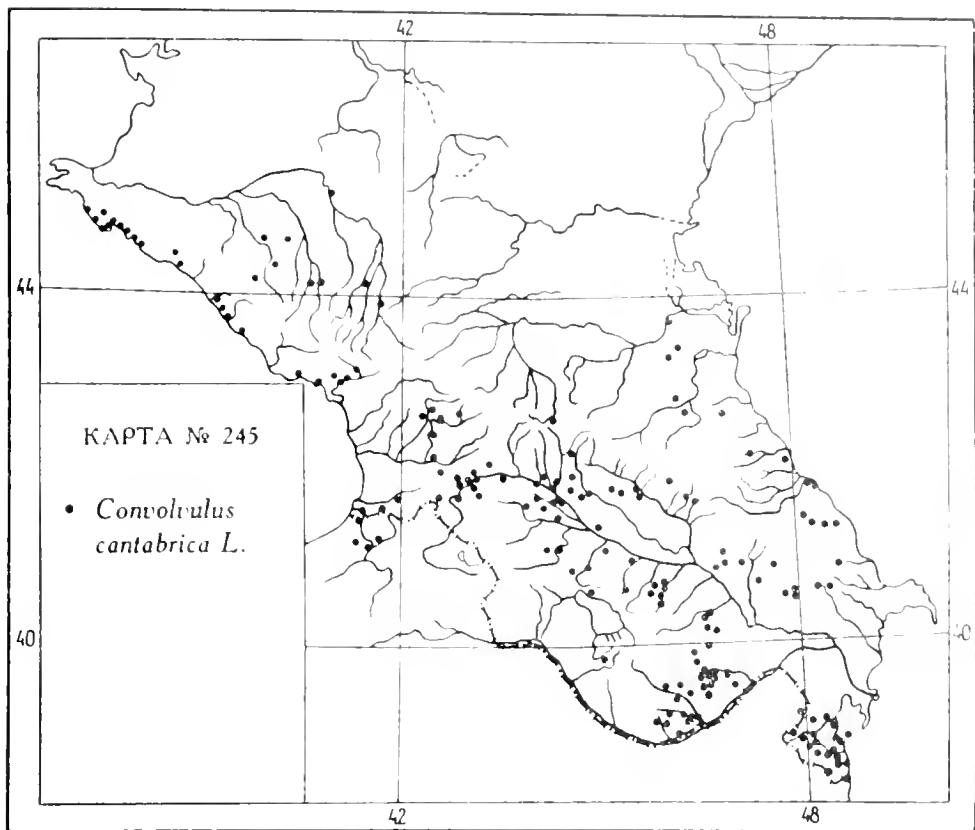 42 48
44 44
КАРТА № 245
• Convolvulus
cantabrica L.
40 40
42 48